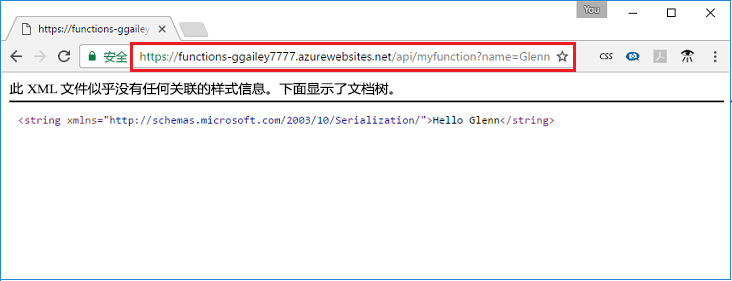 You
https://functions-ggailey
安全 https://functions-ggailey7777.azurewebsites.net/api/myfunction?name=Glenn CSS
此 XML 文件似乎没有任何关联的样式信息。下面显示了文档树。
<string xmlns="http://schemas.microsoft.com/2003/10/Serialization/">Hello Glenn</string>